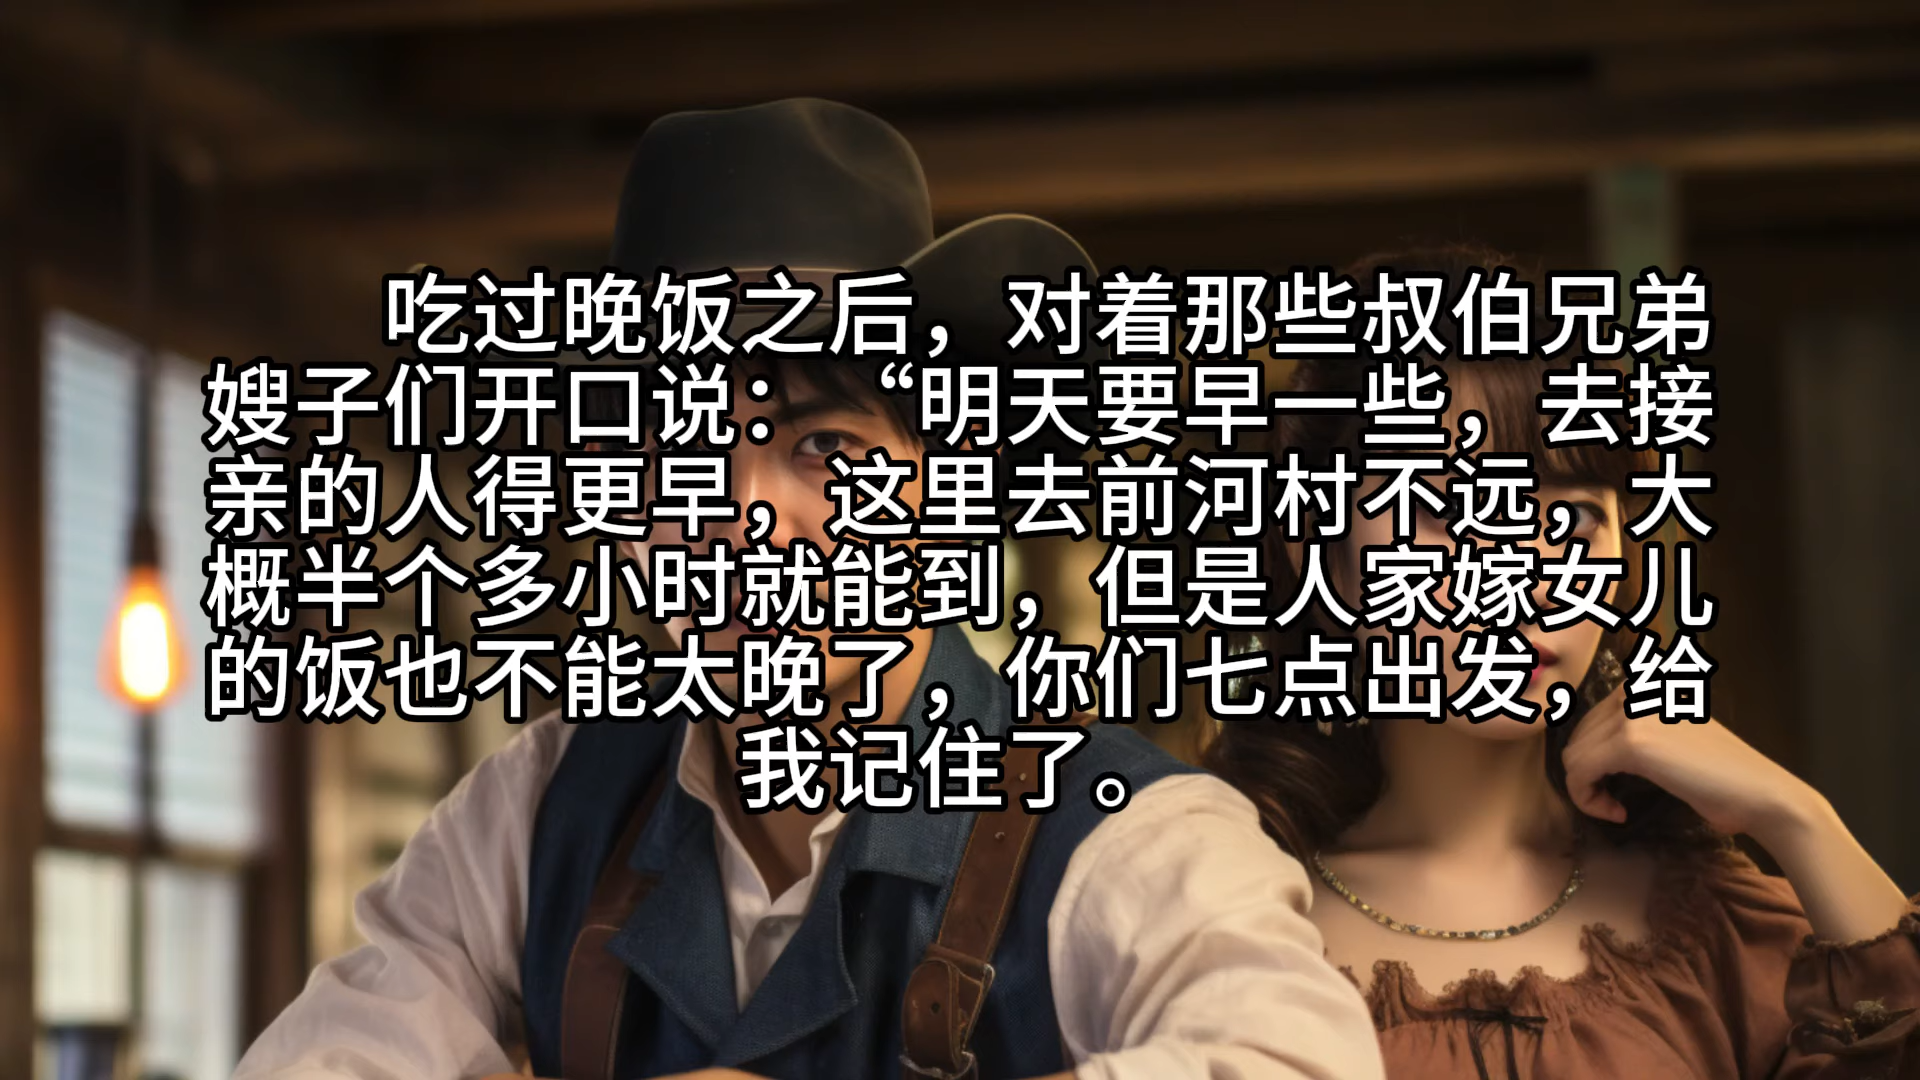 吃过晚饭之后，对着那些叔伯兄弟
嫂子们开口说：“明天要早一些，去接
亲的人得更早，这里去前河村不远，大
概半个多小时就能到，但是人家嫁女儿
的饭也不能太晚了，你们七点出发，给
我记住了。